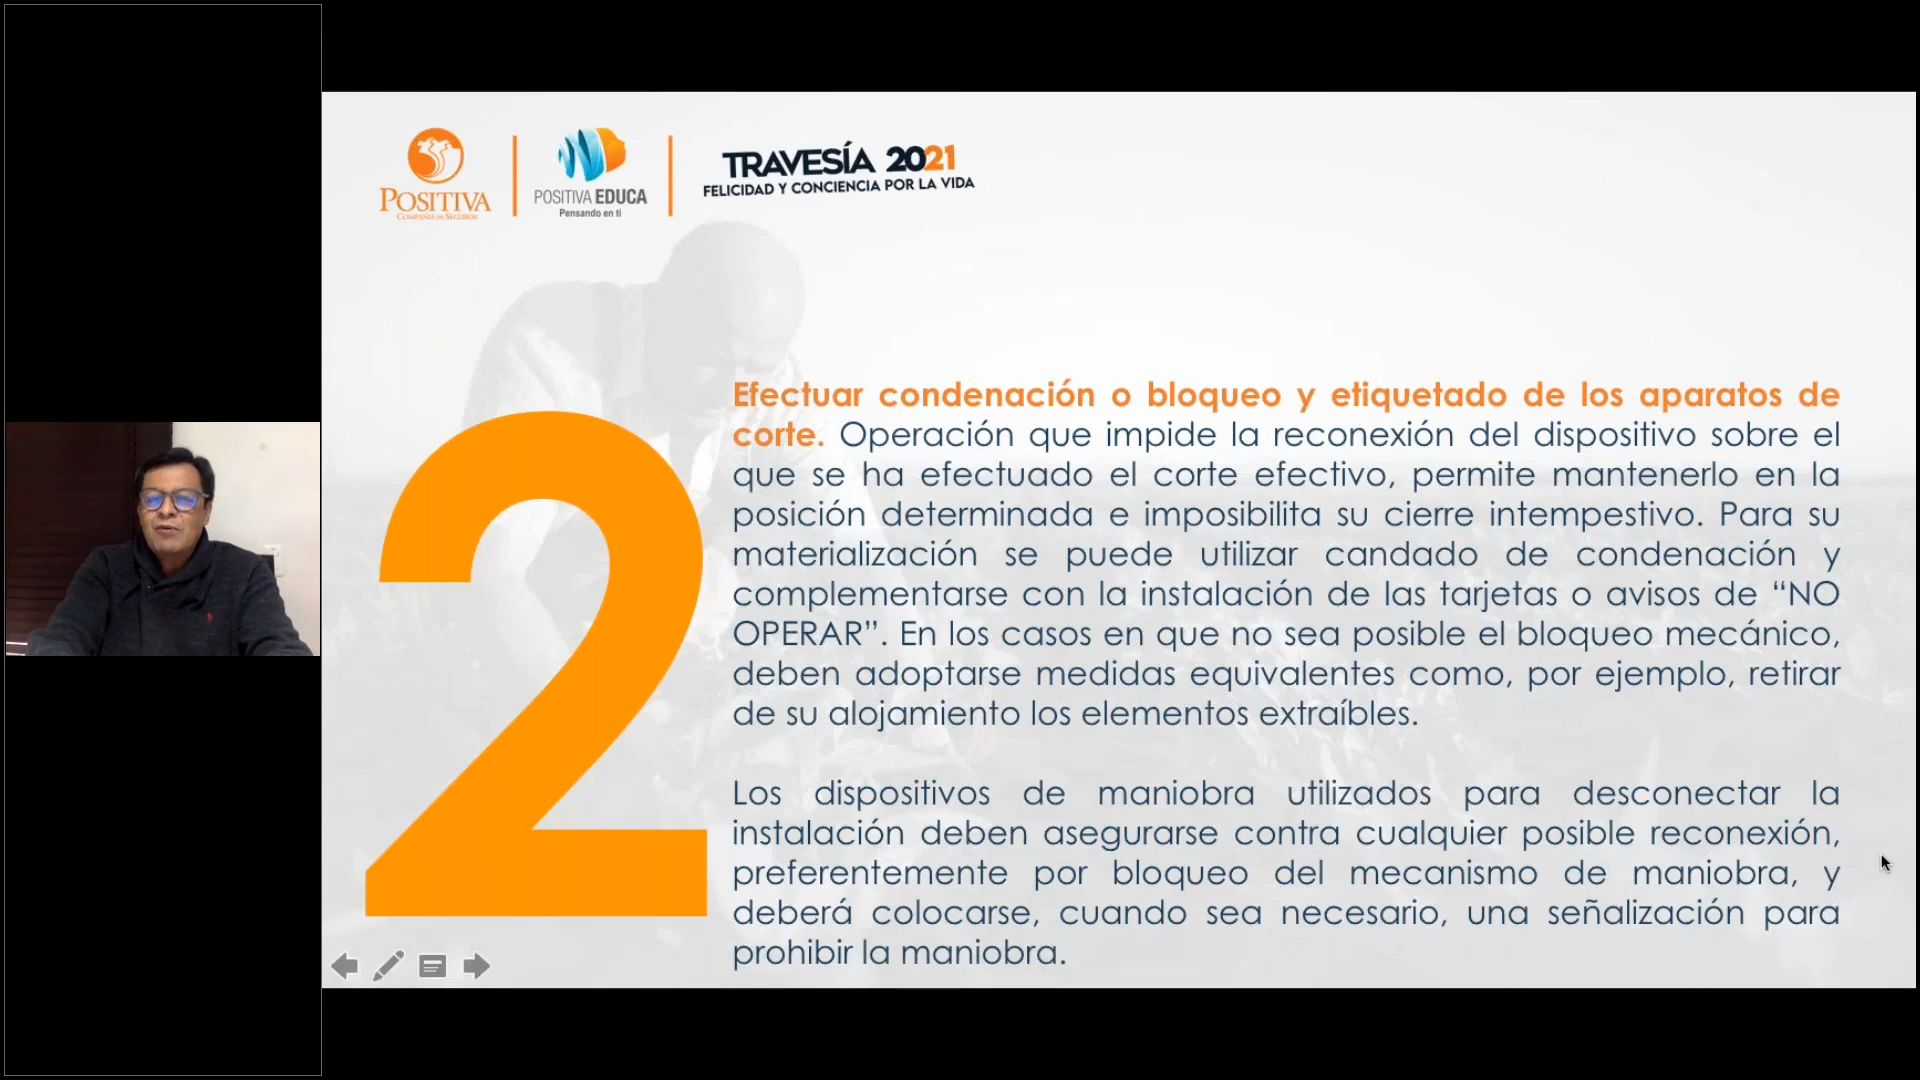 POSITIVA
COMPAÑÍA DE SEGUROS
POSITIVA EDUCA
Pensando en ti
TRAVESÍA 2021
FELICIDAD Y CONCIENCIA POR LA VIDA
2
Efectuar condenación o bloqueo y etiquetado de los aparatos de
corte. Operación que impide la reconexión del dispositivo sobre el
que se ha efectuado el corte efectivo, permite mantenerlo en la
posición determinada e imposibilita su cierre intempestivo. Para su
materialización se puede utilizar candado de condenación y
complementarse con la instalación de las tarjetas o avisos de “NO
OPERAR”. En los casos en que no sea posible el bloqueo mecánico,
deben adoptarse medidas equivalentes como, por ejemplo, retirar
de su alojamiento los elementos extraíbles.
Los dispositivos de maniobra utilizados para desconectar la
instalación deben asegurarse contra cualquier posible reconexión,
preferentemente por bloqueo del mecanismo de maniobra, y
deberá colocarse, cuando sea necesario, una señalización para
prohibir la maniobra.